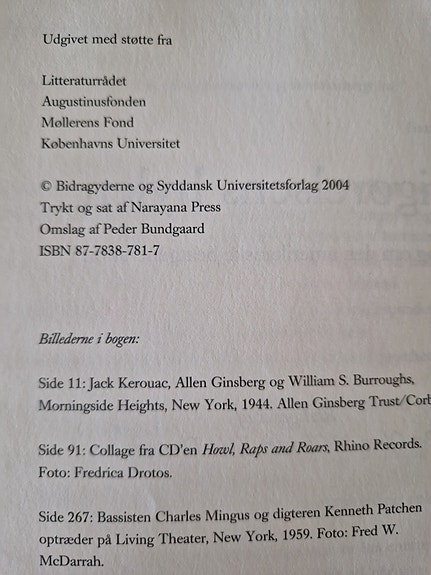 Udgivet med støtte fra
Litteraturrådet
Augustinusfonden
Møllerens Fond
Københavns Universitet
© Bidragyderne og Syddansk Universitetsforlag 2004
Trykt og sat af Narayana Press
Omslag af Peder Bundgaard
ISBN 87-7838-781-7
Billederne i bogen:
Side 11: Jack Kerouac, Allen Ginsberg og William S. Burroughs,
Morningside Heights, New York, 1944. Allen Ginsberg Trust/Corb
Side 91: Collage fra CD'en Howl, Raps and Roars, Rhino Records.
Foto: Fredrica Drotos.
Side 267: Bassisten Charles Mingus og digteren Kenneth Patchen
optræder på Living Theater, New York, 1959. Foto: Fred W.
McDarrah.